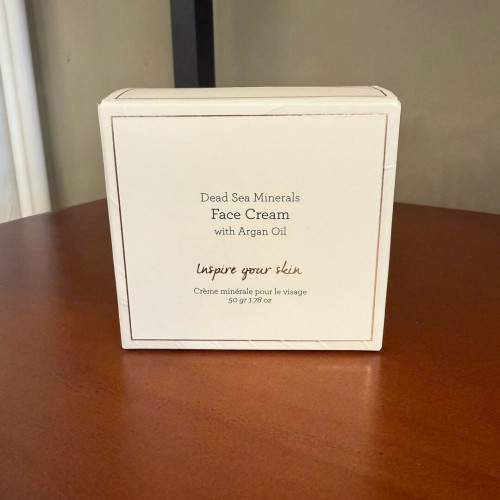 Dead Sea Minerals
Face Cream
with Argan Oil
Inspire your skin
Crème minérale pour le visage
50 gr 1.78 oz